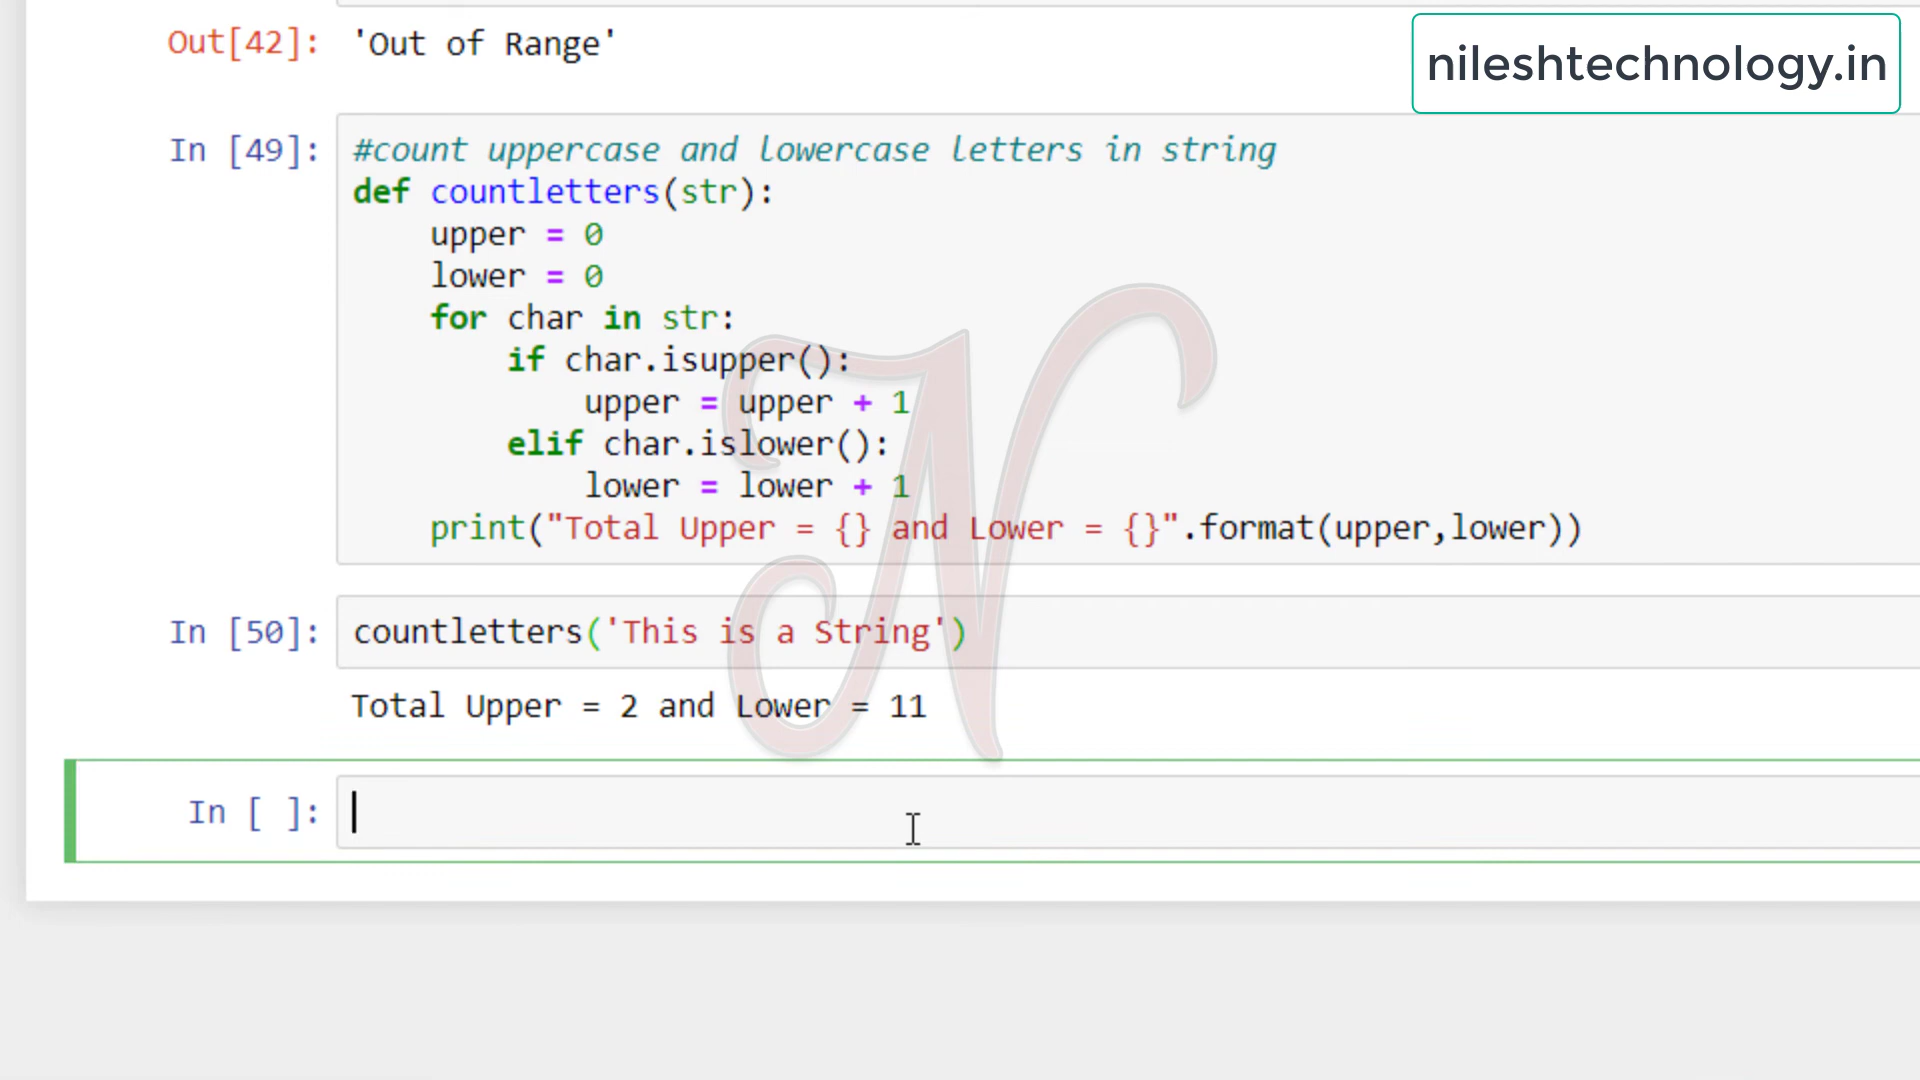 Out[42]: 'Out of Range'
nileshtechnology.in
In [49]: #count uppercase and lowercase letters in string
def countletters(str):
    upper = 0
    lower = 0
    for char in str:
        if char.isupper():
            upper = upper + 1
        elif char.islower():
            lower = lower + 1
    print("Total Upper = {} and Lower = {}".format(upper,lower))
In [50]: countletters('This is a String')
Total Upper = 2 and Lower = 11
In [ ]:
N